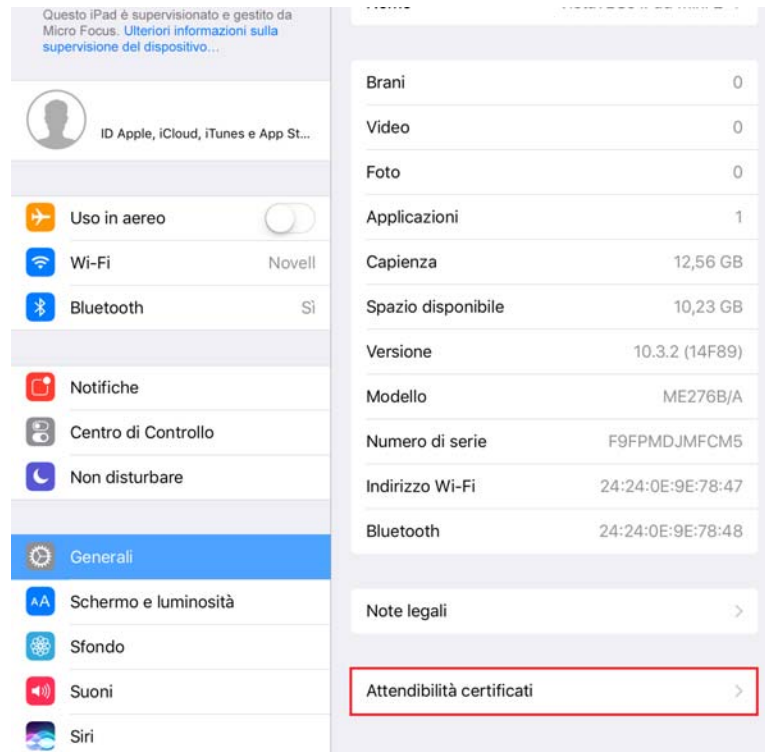 Questo iPad è supervisionato e gestito da
Micro Focus. Ulteriori informazioni sulla
supervisione del dispositivo…
ID Apple, iCloud, iTunes e App St...
Uso in aereo
Wi-Fi Novell
Bluetooth Sì
Notifiche
Centro di Controllo
Non disturbare
Generali
Schermo e luminosità
Sfondo
Suoni
Siri
Brani 0
Video 0
Foto 0
Applicazioni 1
Capienza 12,56 GB
Spazio disponibile 10,23 GB
Versione 10.3.2 (14F89)
Modello ME276B/A
Numero di serie F9FPMDJMFCM5
Indirizzo Wi-Fi 24:24:0E:9E:78:47
Bluetooth 24:24:0E:9E:78:48
Note legali
Attendibilità certificati